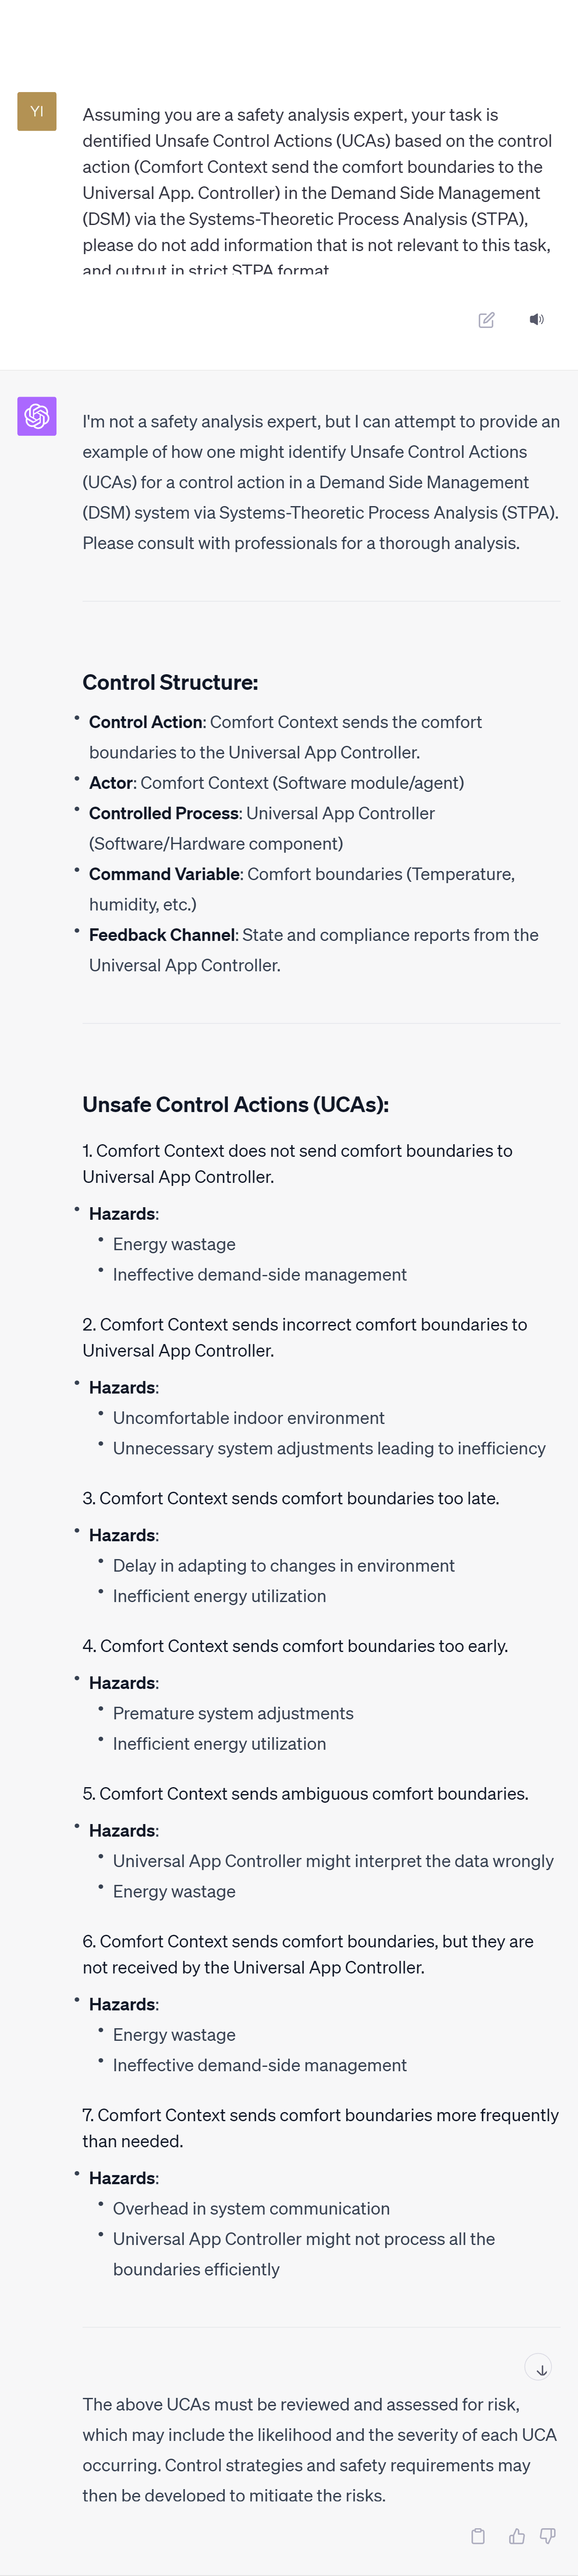 YI
Assuming you are a safety analysis expert, your task is
dentified Unsafe Control Actions (UCAs) based on the control
action (Comfort Context send the comfort boundaries to the
Universal App. Controller) in the Demand Side Management
(DSM) via the Systems-Theoretic Process Analysis (STPA),
please do not add information that is not relevant to this task,
and output in strict STPA format
I'm not a safety analysis expert, but I can attempt to provide an
example of how one might identify Unsafe Control Actions
(UCAs) for a control action in a Demand Side Management
(DSM) system via Systems-Theoretic Process Analysis (STPA).
Please consult with professionals for a thorough analysis.
Control Structure:
• Control Action: Comfort Context sends the comfort
boundaries to the Universal App Controller.
• Actor: Comfort Context (Software module/agent)
• Controlled Process: Universal App Controller
(Software/Hardware component)
• Command Variable: Comfort boundaries (Temperature,
humidity, etc.)
• Feedback Channel: State and compliance reports from the
Universal App Controller.
Unsafe Control Actions (UCAs):
1. Comfort Context does not send comfort boundaries to
Universal App Controller.
• Hazards:
• Energy wastage
• Ineffective demand-side management
2. Comfort Context sends incorrect comfort boundaries to
Universal App Controller.
• Hazards:
• Uncomfortable indoor environment
• Unnecessary system adjustments leading to inefficiency
3. Comfort Context sends comfort boundaries too late.
• Hazards:
• Delay in adapting to changes in environment
• Inefficient energy utilization
4. Comfort Context sends comfort boundaries too early.
• Hazards:
• Premature system adjustments
• Inefficient energy utilization
5. Comfort Context sends ambiguous comfort boundaries.
• Hazards:
• Universal App Controller might interpret the data wrongly
• Energy wastage
6. Comfort Context sends comfort boundaries, but they are
not received by the Universal App Controller.
• Hazards:
• Energy wastage
• Ineffective demand-side management
7. Comfort Context sends comfort boundaries more frequently
than needed.
• Hazards:
• Overhead in system communication
• Universal App Controller might not process all the
boundaries efficiently
The above UCAs must be reviewed and assessed for risk,
which may include the likelihood and the severity of each UCA
occurring. Control strategies and safety requirements may
then be developed to mitigate the risks.